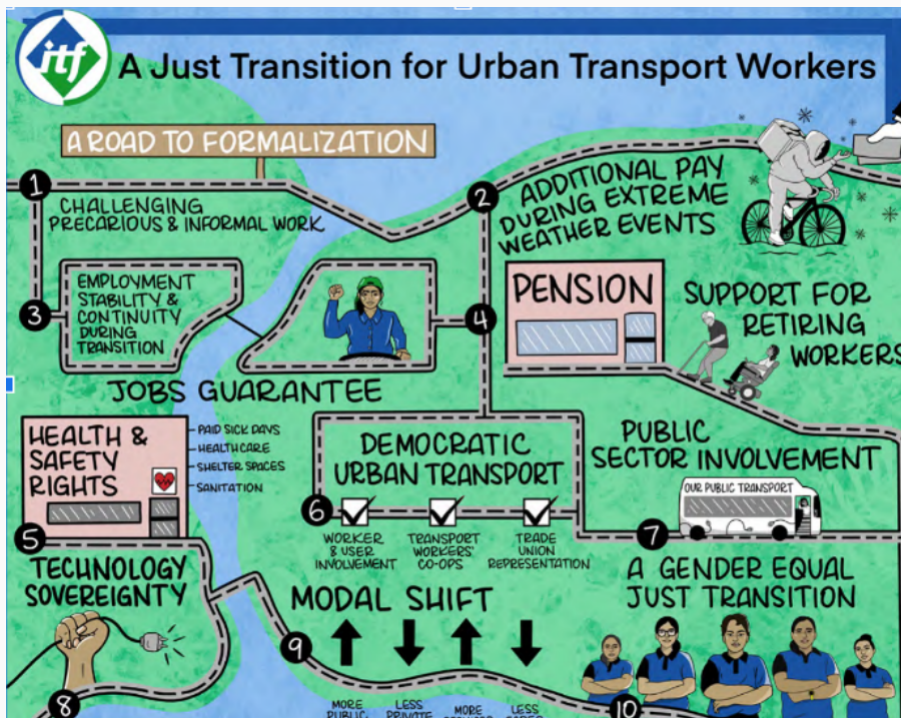 itf
A Just Transition for Urban Transport Workers
A ROAD TO FORMALIZATION
1
CHALLENGING
PRECARIOUS & INFORMAL WORK
2
ADDITIONAL PAY
DURING EXTREME
WEATHER EVENTS
3
EMPLOYMENT
STABILITY &
CONTINUITY
DURING
TRANSITION
JOBS GUARANTEE
4
PENSION
SUPPORT FOR
RETIRING
WORKERS
HEALTH &
SAFETY
RIGHTS
PAID SICK DAYS
HEALTHCARE
SHELTER SPACES
SANITATION
5
DEMOCRATIC
URBAN TRANSPORT
6
WORKER
& USER
INVOLVEMENT
TRANSPORT
WORKERS'
CO-OPS
TRADE
UNION
REPRESENTATION
PUBLIC
SECTOR INVOLVEMENT
OUR PUBLIC TRANSPORT
7
TECHNOLOGY
SOVEREIGNTY
8
MODAL SHIFT
9
MORE
PUBLIC
LESS
PRIVATE
MORE
LESS
A GENDER EQUAL
JUST TRANSITION
10